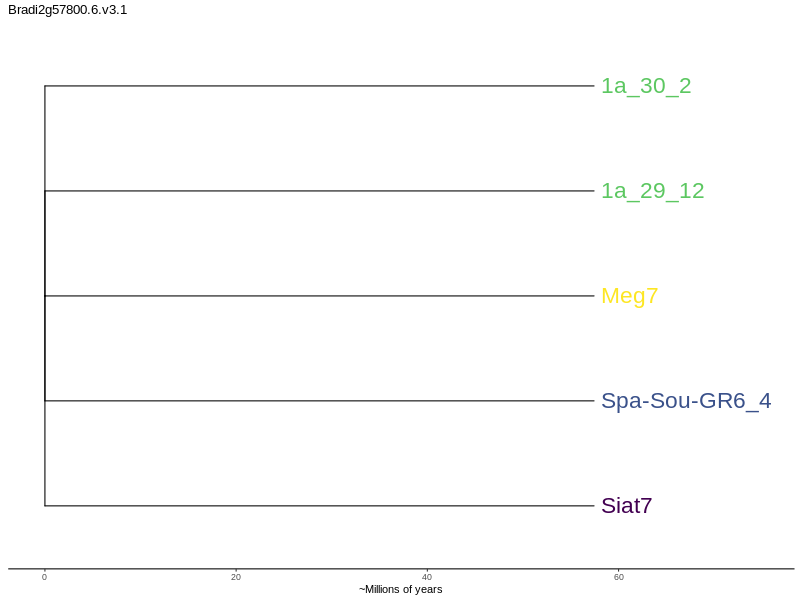 Bradi2g57800.6.v3.1
1a_30_2
1a_29_12
Meg7
Spa-Sou-GR6_4
Siat7
0 20 40 60
~Millions of years